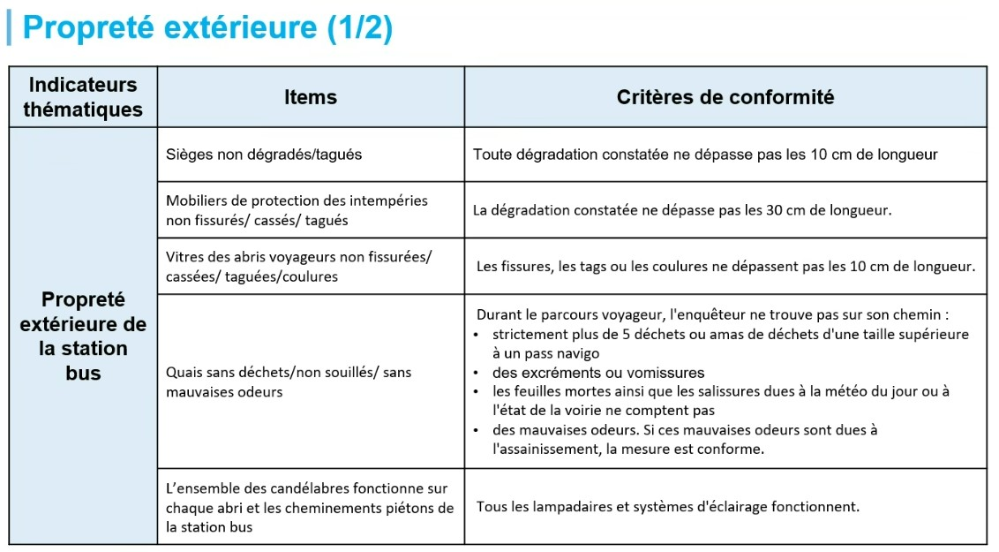 Propreté extérieure (1/2)
Indicateurs
thématiques
Items
Critères de conformité
Propreté
extérieure de
la station
bus
Sièges non dégradés/tagués
Toute dégradation constatée ne dépasse pas les 10 cm de longueur
Mobiliers de protection des intempéries
non fissurés/ cassés/ tagués
La dégradation constatée ne dépasse pas les 30 cm de longueur.
Vitres des abris voyageurs non fissurées/
cassées/ taguées/coulures
Les fissures, les tags ou les coulures ne dépassent pas les 10 cm de longueur.
Quais sans déchets/non souillés/ sans
mauvaises odeurs
Durant le parcours voyageur, l'enquêteur ne trouve pas sur son chemin :
• strictement plus de 5 déchets ou amas de déchets d'une taille supérieure
à un pass navigo
• des excréments ou vomissures
• les feuilles mortes ainsi que les salissures dues à la météo du jour ou à
l'état de la voirie ne comptent pas
• des mauvaises odeurs. Si ces mauvaises odeurs sont dues à
l'assainissement, la mesure est conforme.
L'ensemble des candélabres fonctionne sur
chaque abri et les cheminements piétons de
la station bus
Tous les lampadaires et systèmes d'éclairage fonctionnent.